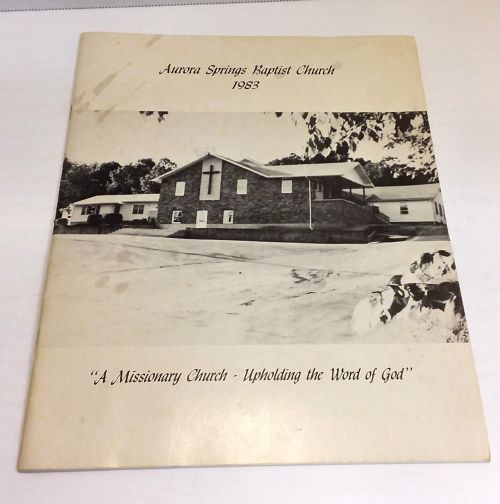 Aurora Springs Baptist Church
1983
"A Missionary Church - Upholding the Word of God"